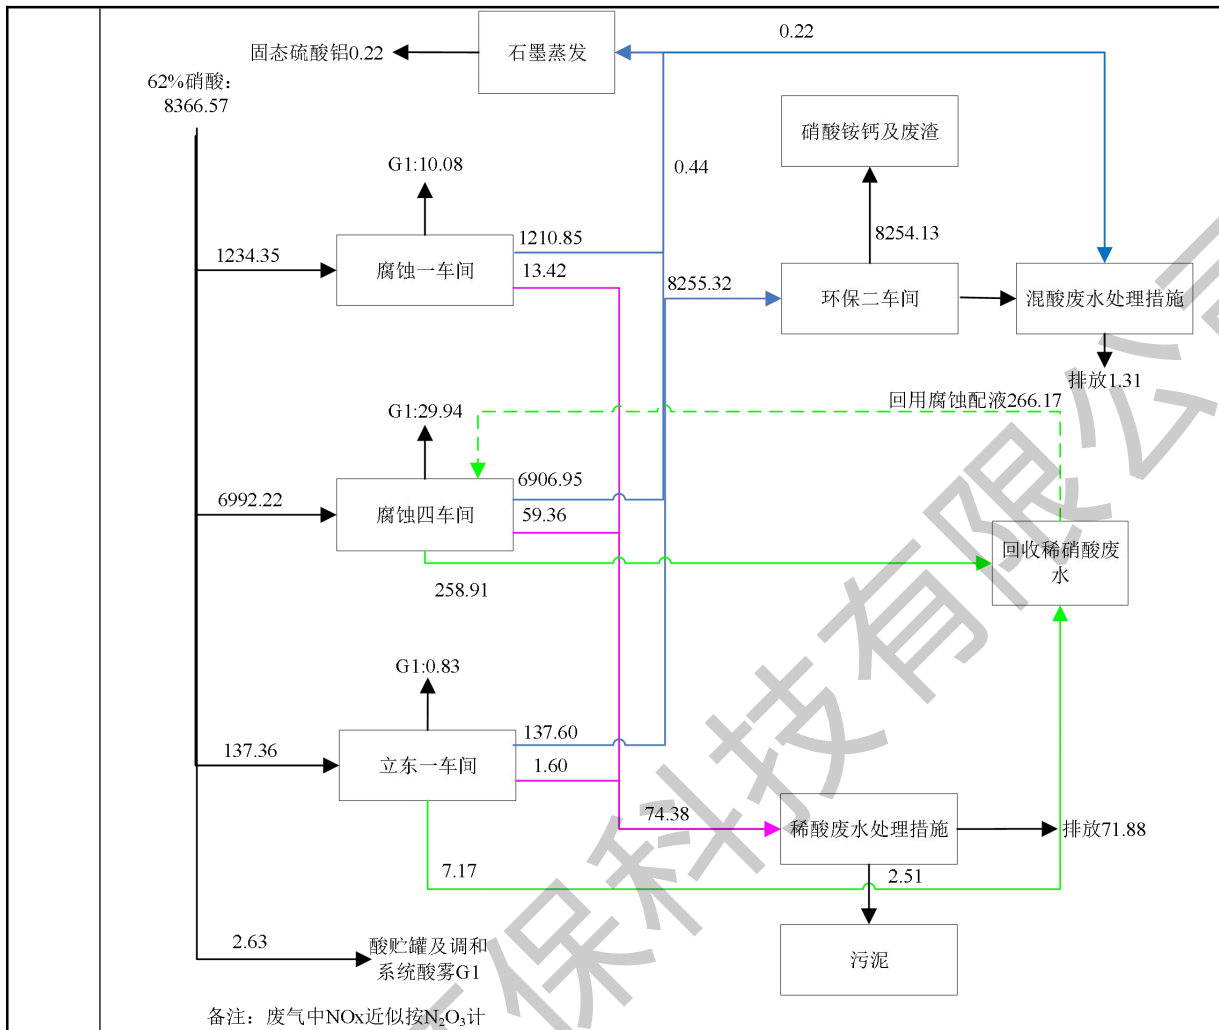 固态硫酸铝0.22
石墨蒸发
0.22
62%硝酸：
8366.57
硝酸铵钙及废渣
G1:10.08
0.44
1234.35
腐蚀一车间
1210.85
13.42
8254.13
8255.32
环保二车间
混酸废水处理措施
排放1.31
回用腐蚀配液266.17
G1:29.94
6992.22
腐蚀四车间
6906.95
59.36
258.91
回收稀硝酸废
水
G1:0.83
137.36
立东一车间
137.60
1.60
74.38
稀酸废水处理措施
排放71.88
7.17
2.51
污泥
2.63
酸贮罐及调和
系统酸雾G1
备注：废气中NOx近似按N₂O₃计
环保科技有限公司